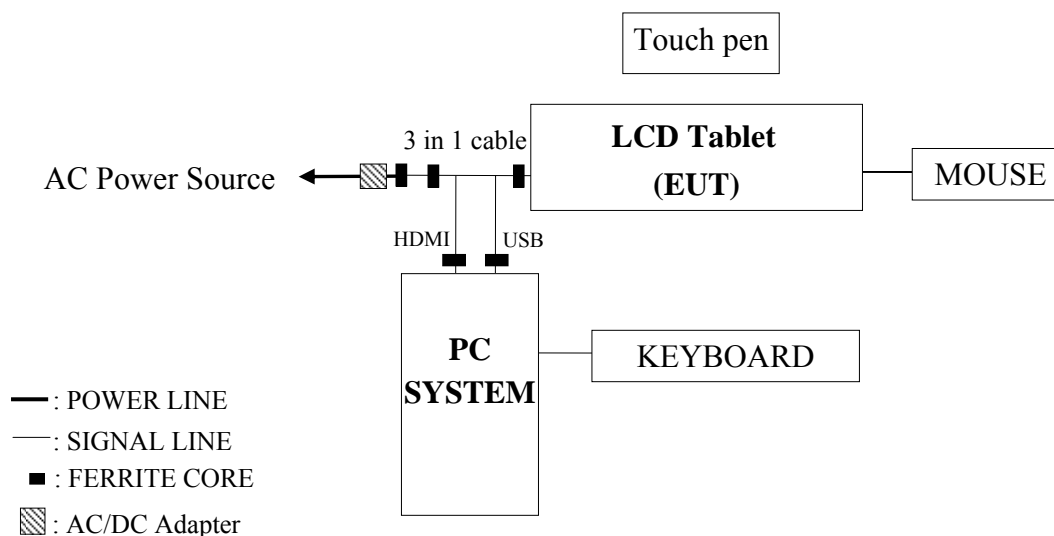 Touch pen
3 in 1 cable
LCD Tablet
(EUT)
AC Power Source
MOUSE
HDMI
USB
PC
SYSTEM
KEYBOARD
: POWER LINE
: SIGNAL LINE
: FERRITE CORE
: AC/DC Adapter